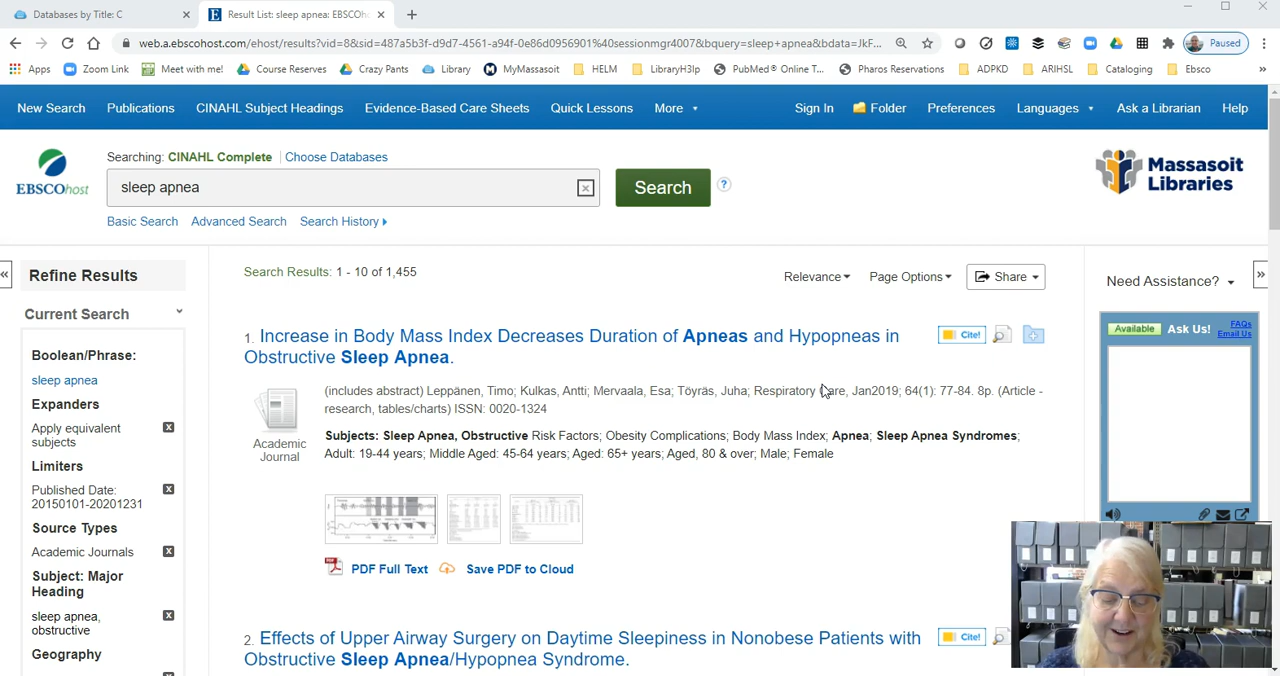 Databases by Title: C
Result List: sleep apnea: EBSCOh
web.a.ebscohost.com/ehost/results?vid=8&sid=487a5b3f-d9d7-4561-a94f-0e86d0956901%40sessionmgr4007&bquery=sleep+apnea&bdata=JkF...
Paused
Apps Zoom Link Meet with me! Course Reserves Crazy Pants Library MyMassasoit HELM LibraryH3lp PubMed® Online T... Pharos Reservations ADPKD ARIHSL Cataloging Ebsco »
New Search Publications CINAHL Subject Headings Evidence-Based Care Sheets Quick Lessons More Sign In Folder Preferences Languages Ask a Librarian Help
EBSCOhost
Searching: CINAHL Complete Choose Databases
sleep apnea
Search
?
Basic Search Advanced Search Search History
Massasoit
Libraries
«
Refine Results
Current Search
Boolean/Phrase:
sleep apnea
Expanders
Apply equivalent
subjects
Limiters
Published Date:
20150101-20201231
Source Types
Academic Journals
Subject: Major
Heading
sleep apnea,
obstructive
Geography
Search Results: 1 - 10 of 1,455
Relevance Page Options Share
1. Increase in Body Mass Index Decreases Duration of Apneas and Hypopneas in
Obstructive Sleep Apnea.
Cite!
Academic
Journal
(includes abstract) Leppänen, Timo; Kulkas, Antti; Mervaala, Esa; Töyräs, Juha; Respiratory Care, Jan2019; 64(1): 77-84. 8p. (Article -
research, tables/charts) ISSN: 0020-1324
Subjects: Sleep Apnea, Obstructive Risk Factors; Obesity Complications; Body Mass Index; Apnea; Sleep Apnea Syndromes;
Adult: 19-44 years; Middle Aged: 45-64 years; Aged: 65+ years; Aged, 80 & over; Male; Female
PDF Full Text Save PDF to Cloud
2. Effects of Upper Airway Surgery on Daytime Sleepiness in Nonobese Patients with
Obstructive Sleep Apnea/Hypopnea Syndrome.
Cite!
Need Assistance?
»
Available Ask Us!
FAQs
Email Us